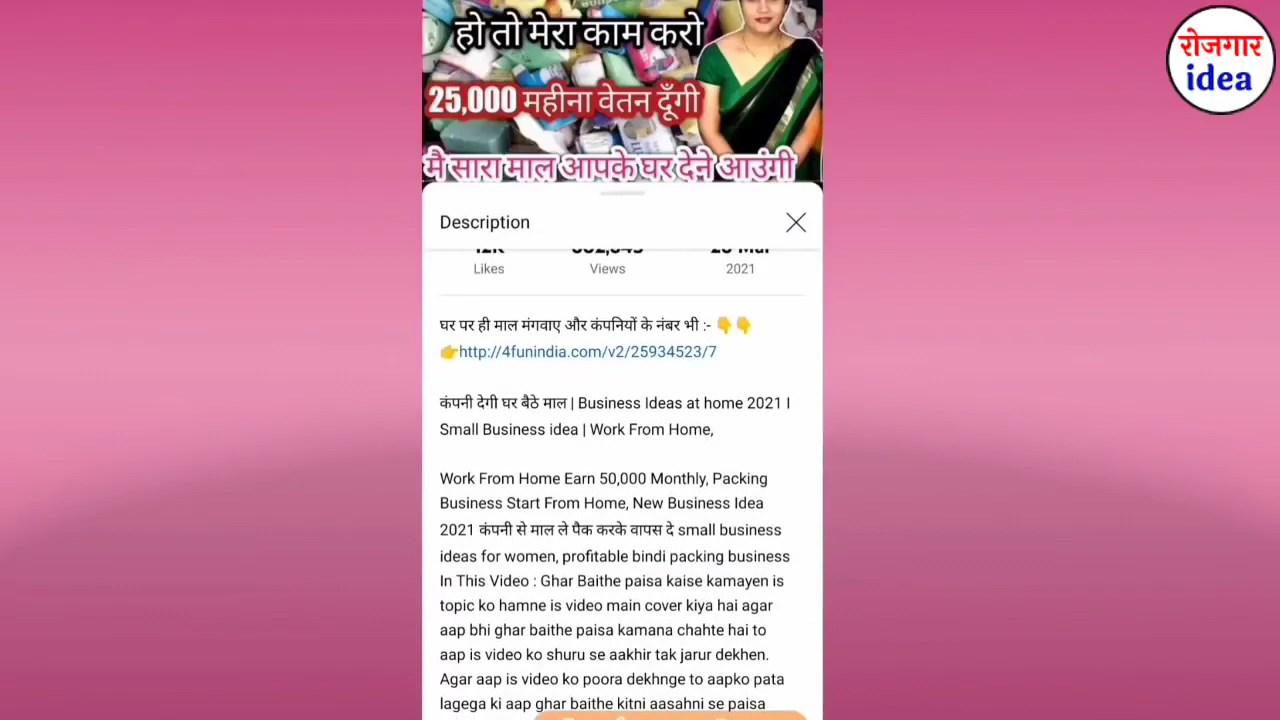 हो तो मेरा काम करो
रोजगार
idea
25,000 महीना वेतन दूँगी
मै सारा माल आपके घर देने आउंगी
Description
Likes
Views
2021
घर पर ही माल मंगवाए और कंपनियों के नंबर भी :- 👇👇
👉http://4funindia.com/v2/25934523/7
कंपनी देगी घर बैठे माल | Business Ideas at home 2021 I
Small Business idea | Work From Home,
Work From Home Earn 50,000 Monthly, Packing
Business Start From Home, New Business Idea
2021 कंपनी से माल ले पैक करके वापस दे small business
ideas for women, profitable bindi packing business
In This Video : Ghar Baithe paisa kaise kamayen is
topic ko hamne is video main cover kiya hai agar
aap bhi ghar baithe paisa kamana chahte hai to
aap is video ko shuru se aakhir tak jarur dekhen.
Agar aap is video ko poora dekhnge to aapko pata
lagega ki aap ghar baithe kitni aasahni se paisa